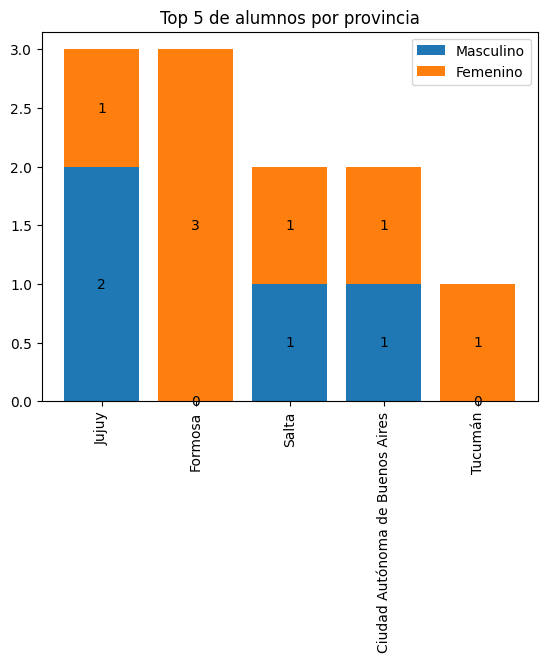 Top 5 de alumnos por provincia
Masculino
Femenino
3.0
2.5
2.0
1.5
1.0
0.5
0.0
1
2
3
0
1
1
1
1
1
0
Jujuy
Formosa
Salta
Ciudad Autónoma de Buenos Aires
Tucumán